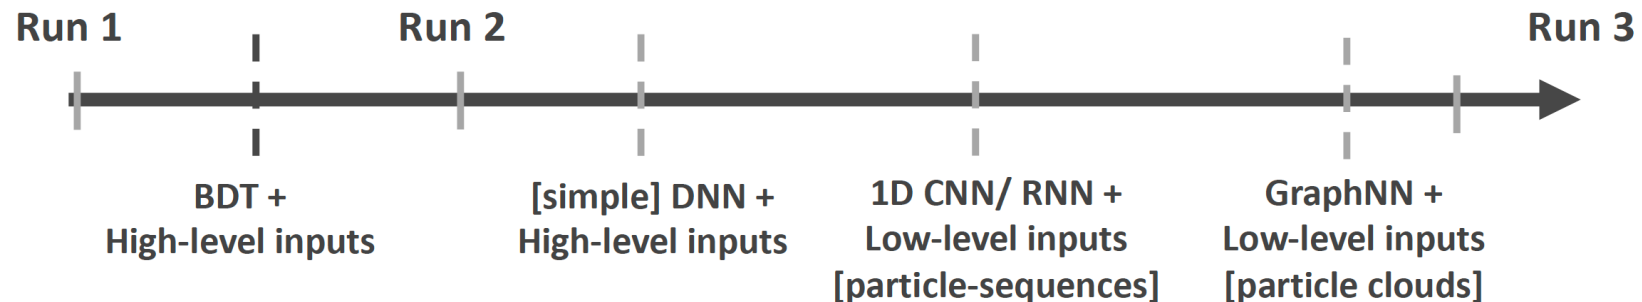 Run 1
Run 2
Run 3
BDT +
High-level inputs
[simple] DNN +
High-level inputs
1D CNN/ RNN +
Low-level inputs
[particle-sequences]
GraphNN +
Low-level inputs
[particle clouds]